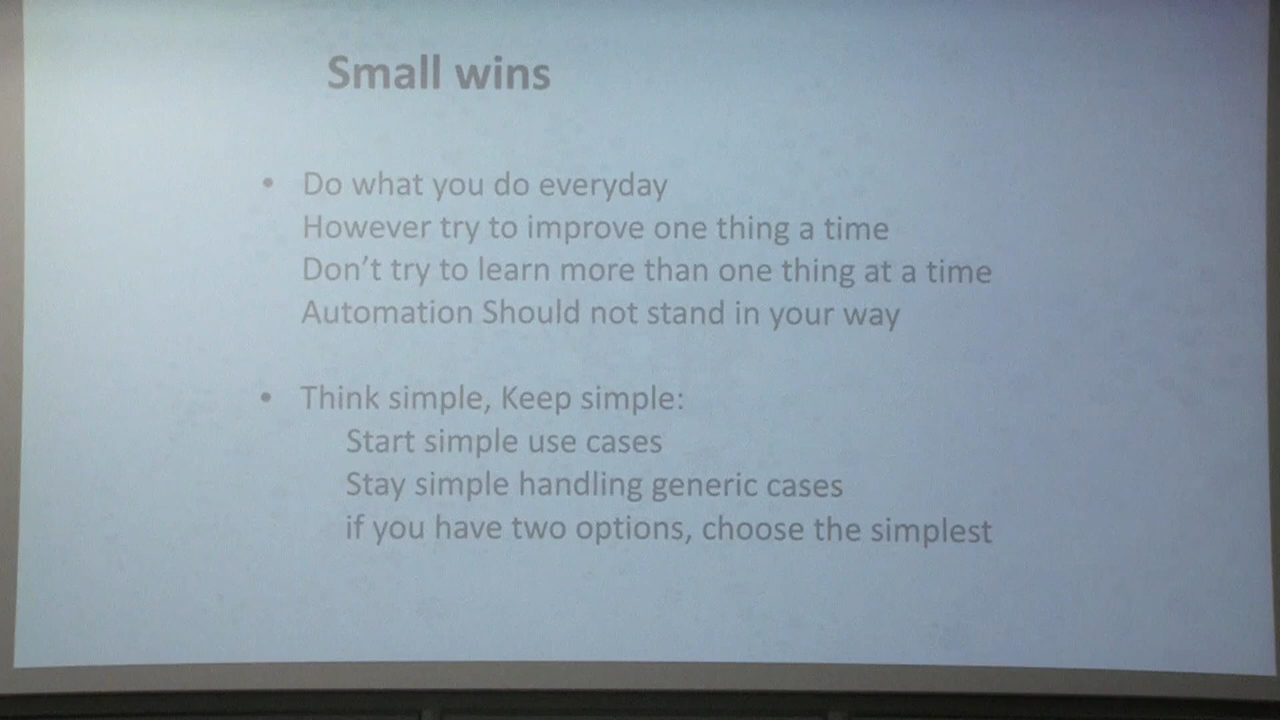 Small wins
• Do what you do everyday
However try to improve one thing a time
Don't try to learn more than one thing at a time
Automation Should not stand in your way
• Think simple, Keep simple:
Start simple use cases
Stay simple handling generic cases
if you have two options, choose the simplest